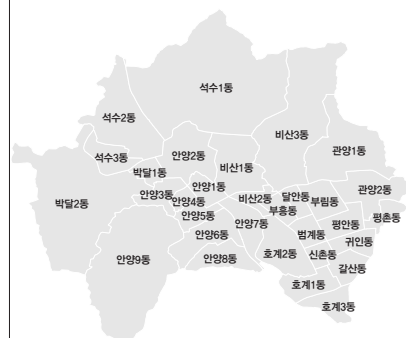 석수1동
석수2동
비산3동
관양1동
석수3동
안양2동
박달1동
비산1동
안양1동
관양2동
안양3동
안양4동
비산2동
달안동
부림동
박달2동
안양5동
부흥동
평촌동
안양7동
평안동
안양6동
범계동
귀인동
안양9동
안양8동
호계2동
신촌동
갈산동
호계1동
호계3동